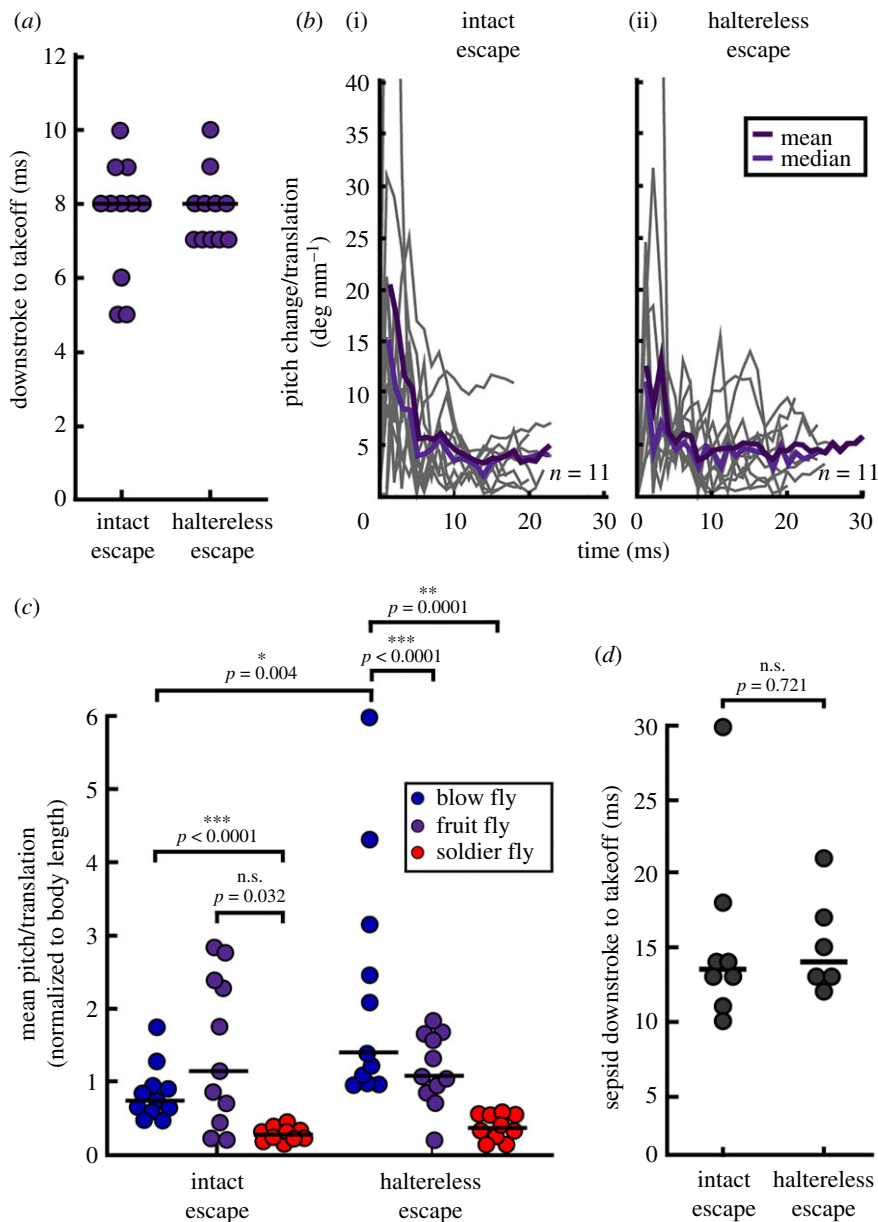 (a)
downstroke to takeoff (ms)
12
10
8
6
4
2
0
intact
escape
haltereless
escape
(b)
(i)
intact
escape
(ii)
haltereless
escape
pitch change/translation
(deg mm⁻¹)
40
35
30
25
20
15
10
5
0
10
20
30
n = 11
mean
median
0
10
20
30
n = 11
time (ms)
(c)
mean pitch/translation
(normalized to body length)
6
5
4
3
2
1
0
*
p = 0.004
**
p = 0.0001
***
p < 0.0001
***
p < 0.0001
n.s.
p = 0.032
blow fly
fruit fly
soldier fly
intact
escape
haltereless
escape
(d)
sepsid downstroke to takeoff (ms)
n.s.
p = 0.721
30
25
20
15
10
5
0
intact
escape
haltereless
escape